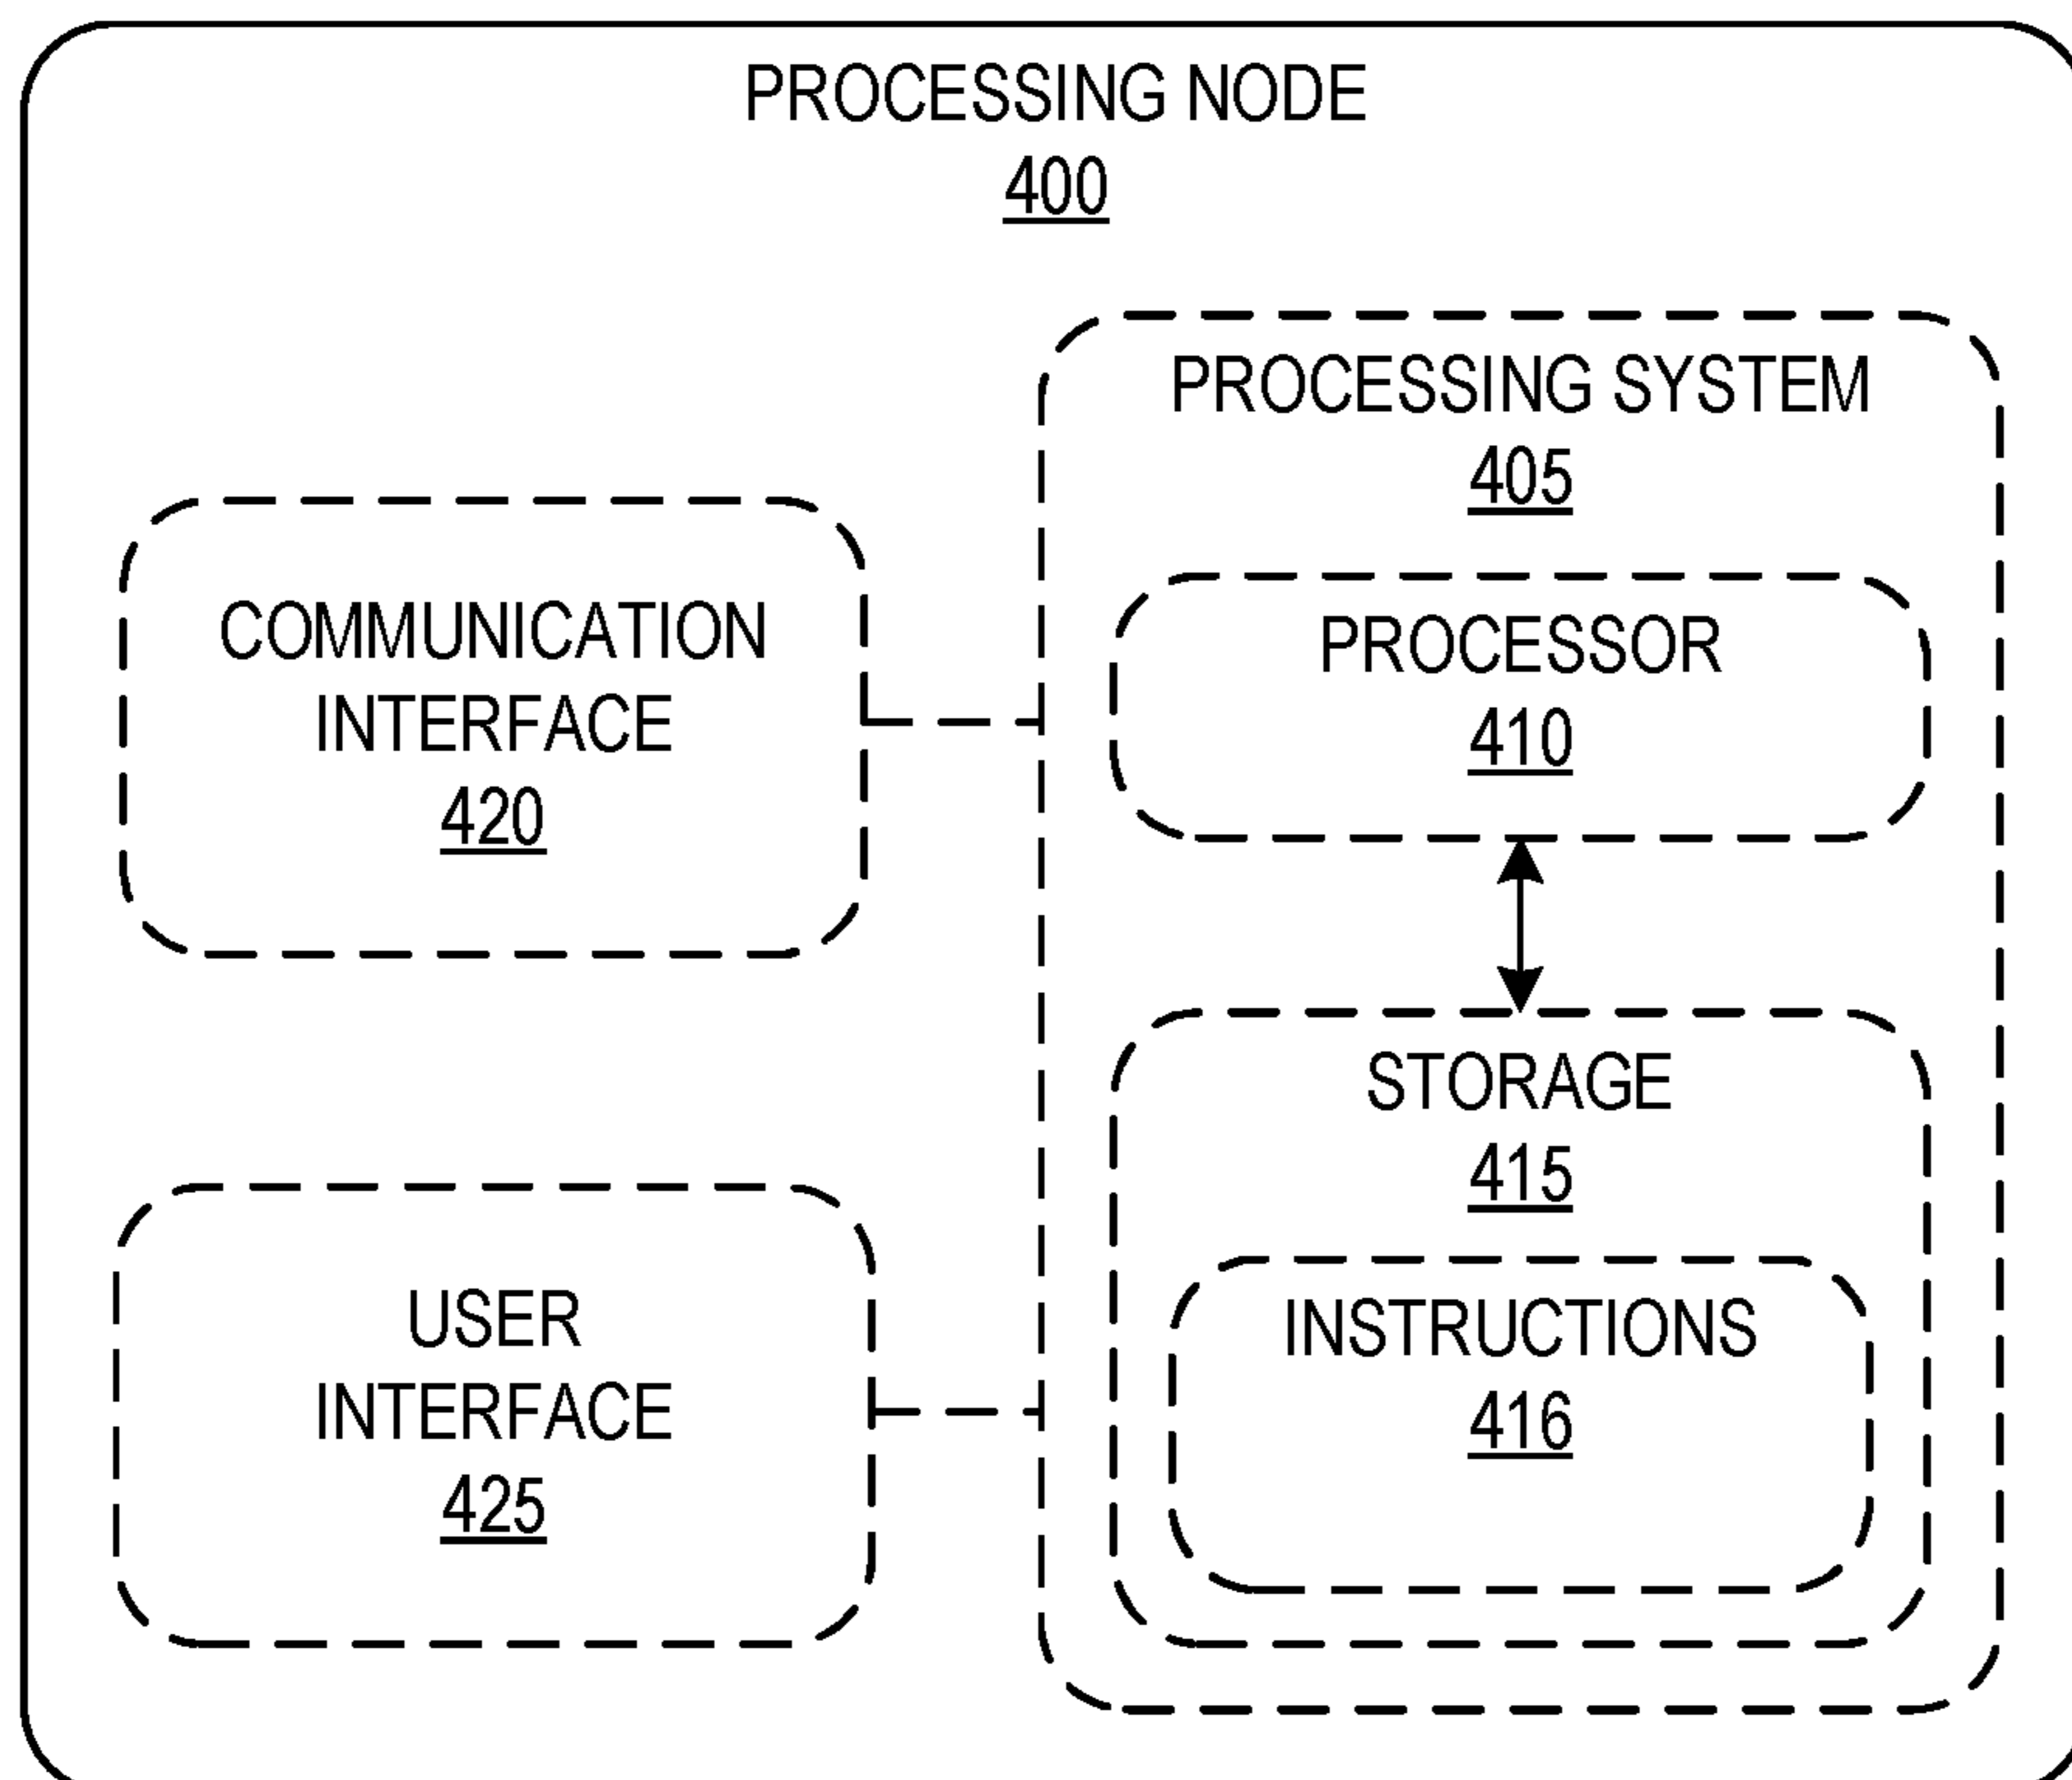 PROCESSING NODE
400
PROCESSING SYSTEM
405
COMMUNICATION
INTERFACE
420
PROCESSOR
410
STORAGE
415
USER
INTERFACE
425
INSTRUCTIONS
416